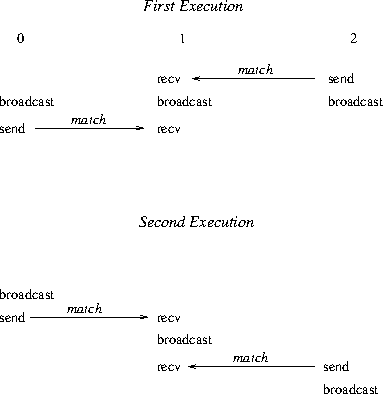 First Execution
0 1 2
match
recv send
broadcast broadcast broadcast
match
send recv
Second Execution
broadcast
match
send recv
broadcast
match
recv send
broadcast